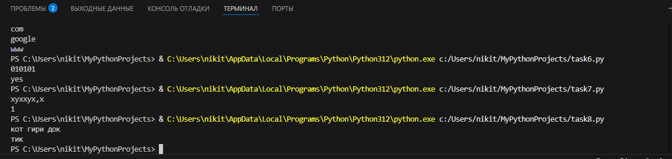 ПРОБЛЕМЫ 2 ВЫХОДНЫЕ ДАННЫЕ КОНСОЛЬ ОТЛАДКИ ТЕРМИНАЛ ПОРТЫ
com
google
www
PS C:\Users\nikit\MyPythonProjects> & C:\Users\nikit\AppData\Local\Programs\Python\Python312\python.exe c:/Users/nikit/MyPythonProjects/task6.py
010101
yes
PS C:\Users\nikit\MyPythonProjects> & C:\Users\nikit\AppData\Local\Programs\Python\Python312\python.exe c:/Users/nikit/MyPythonProjects/task7.py
xyxxyx,x
1
PS C:\Users\nikit\MyPythonProjects> & C:\Users\nikit\AppData\Local\Programs\Python\Python312\python.exe c:/Users/nikit/MyPythonProjects/task8.py
кот гири док
тик
PS C:\Users\nikit\MyPythonProjects>